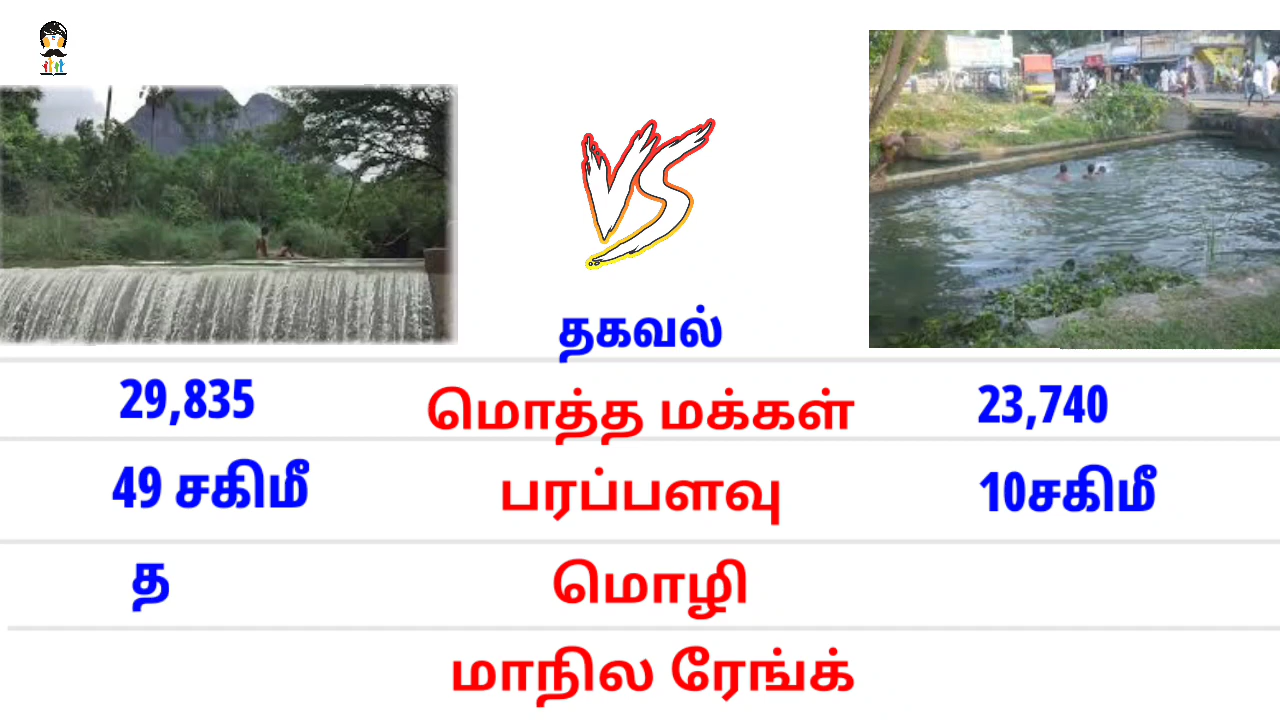 VS
தகவல்
29,835 மொத்த மக்கள் 23,740
49 சகிமீ பரப்பளவு 10சகிமீ
த மொழி
மாநில ரேங்க்